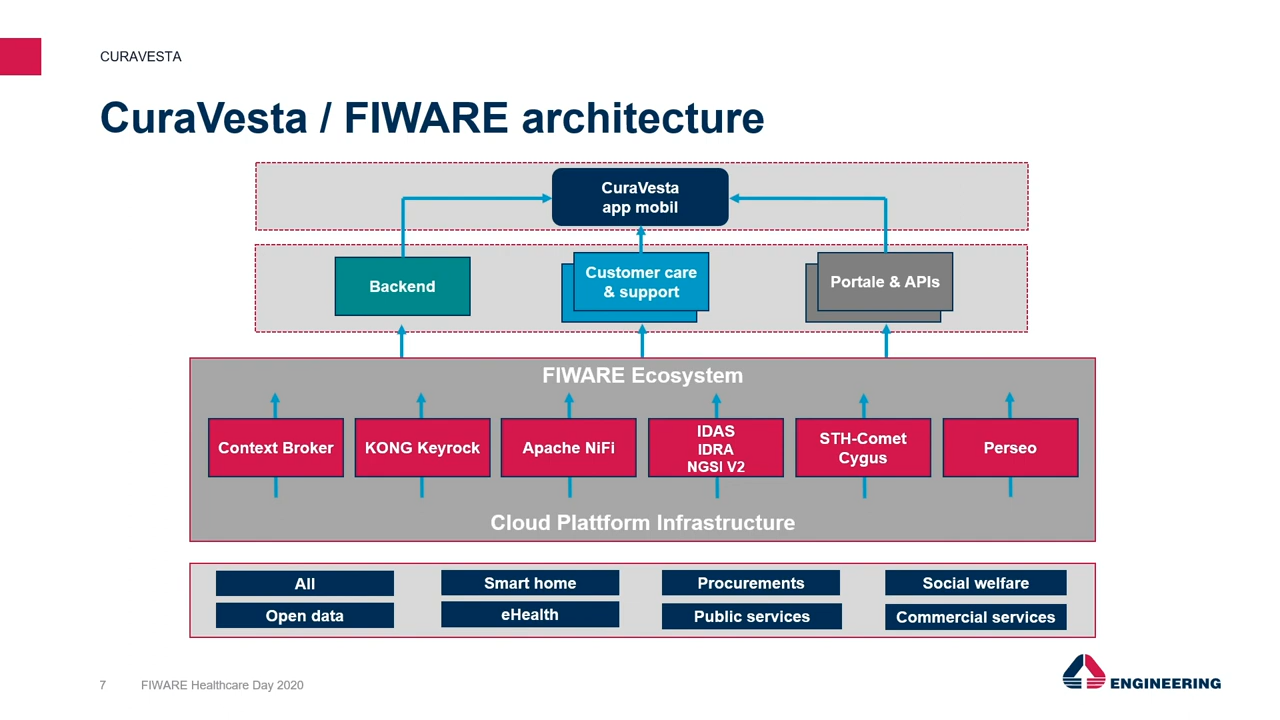 CURAVESTA
CuraVesta / FIWARE architecture
CuraVesta
app mobil
Backend
Customer care
& support
Portale & APIs
FIWARE Ecosystem
Context Broker
KONG Keyrock
Apache NiFi
IDAS
IDRA
NGSI V2
STH-Comet
Cygus
Perseo
Cloud Plattform Infrastructure
All
Smart home
Procurements
Social welfare
Open data
eHealth
Public services
Commercial services
7
FIWARE Healthcare Day 2020
ENGINEERING